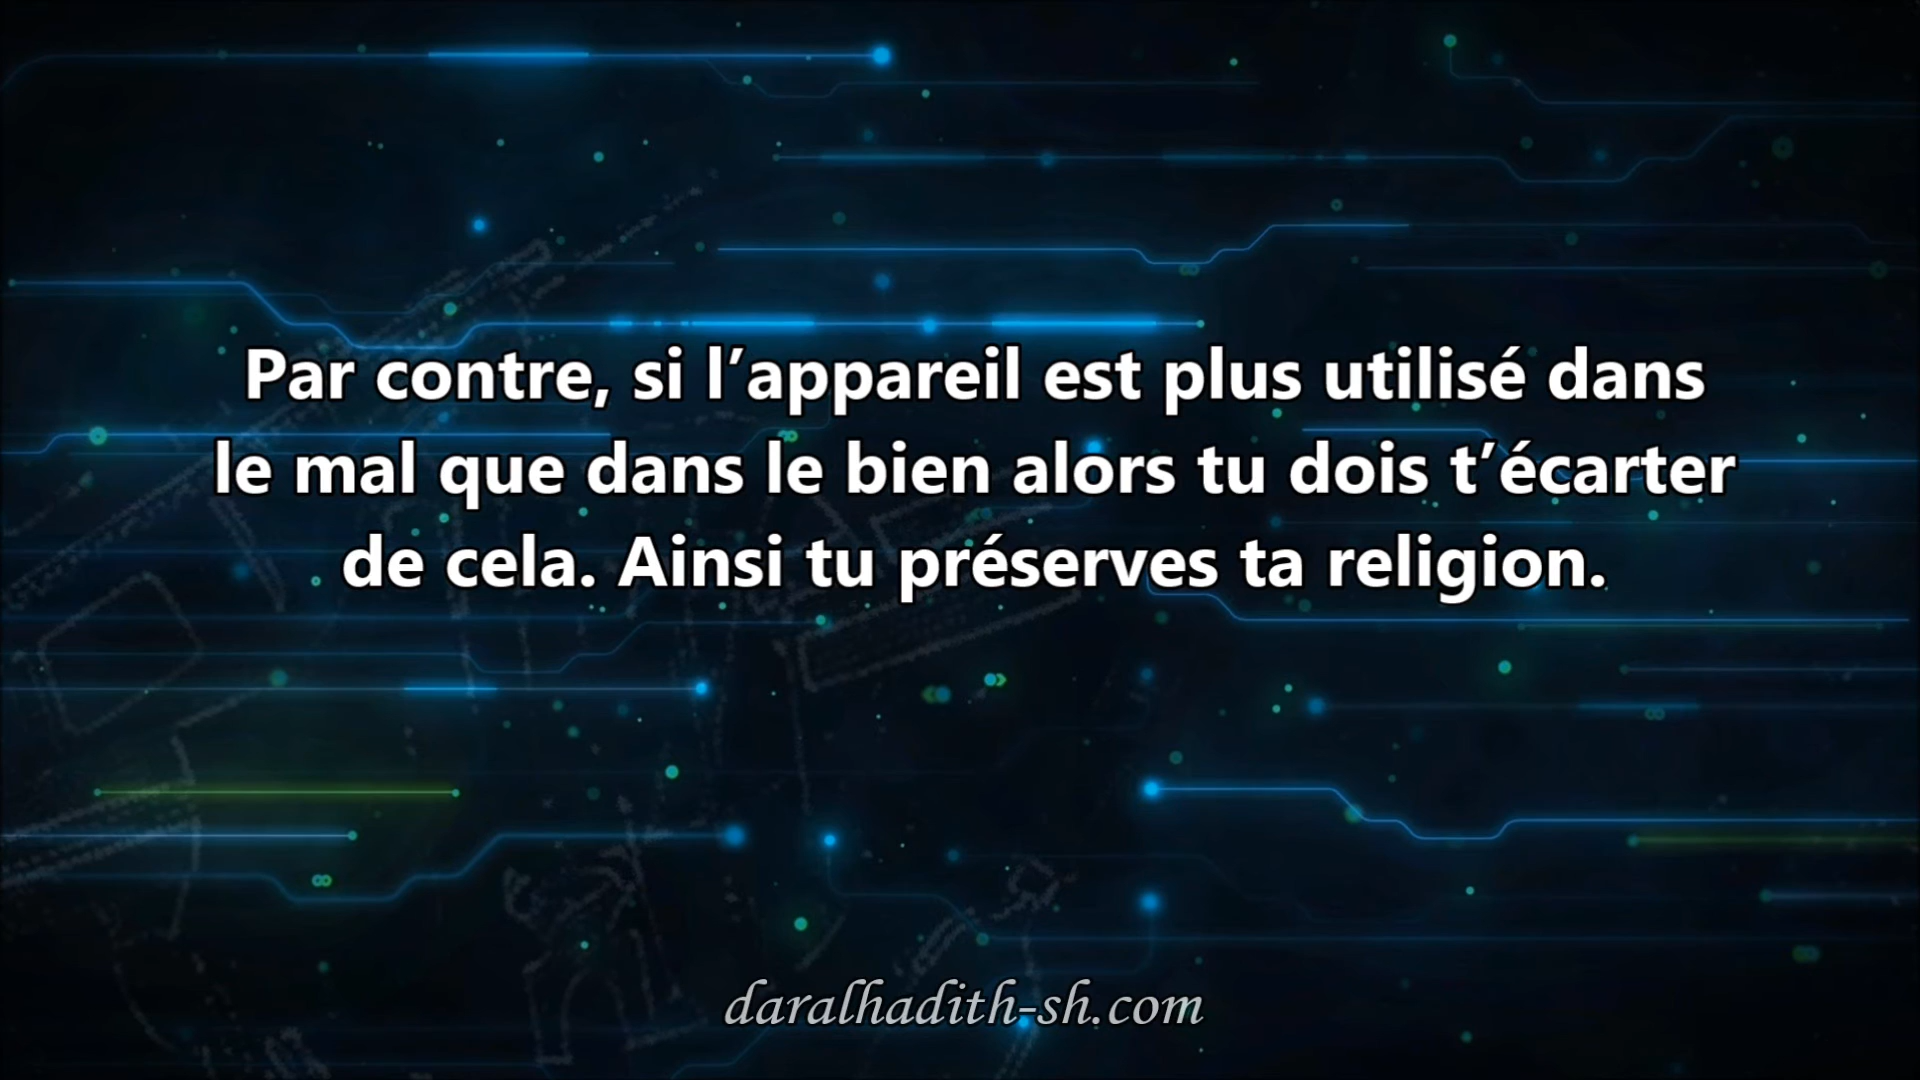 Par contre, si l’appareil est plus utilisé dans
le mal que dans le bien alors tu dois t’écarter
de cela. Ainsi tu préserves ta religion.
daralhadith-sh.com